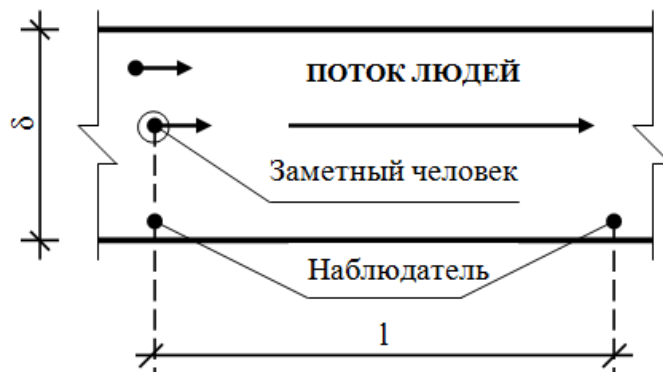 ПОТОК ЛЮДЕЙ
δ
Заметный человек
Наблюдатель
l